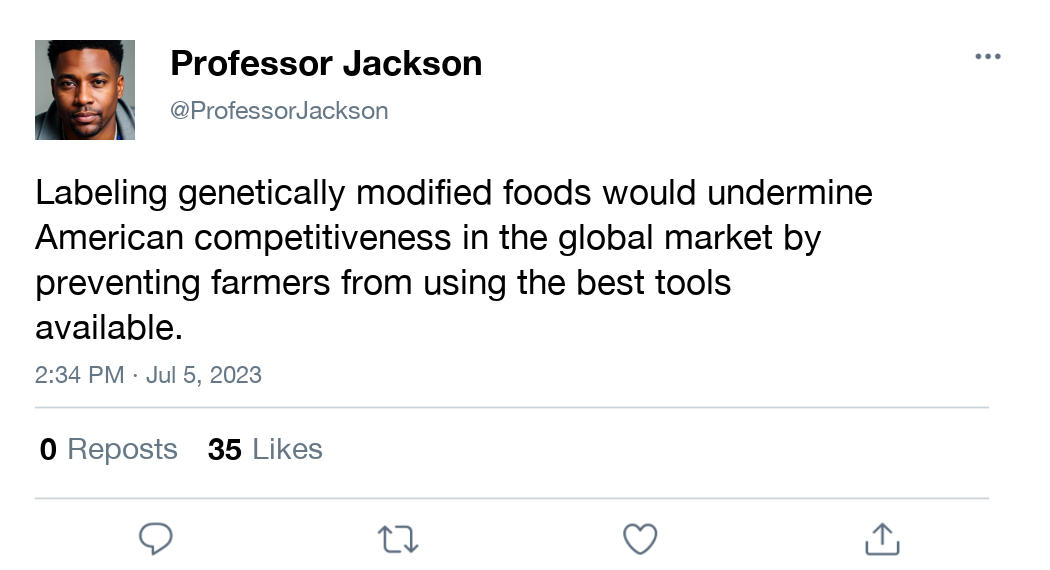 Professor Jackson
@ProfessorJackson
Labeling genetically modified foods would undermine
American competitiveness in the global market by
preventing farmers from using the best tools
available.
2:34 PM · Jul 5, 2023
0 Reposts 35 Likes